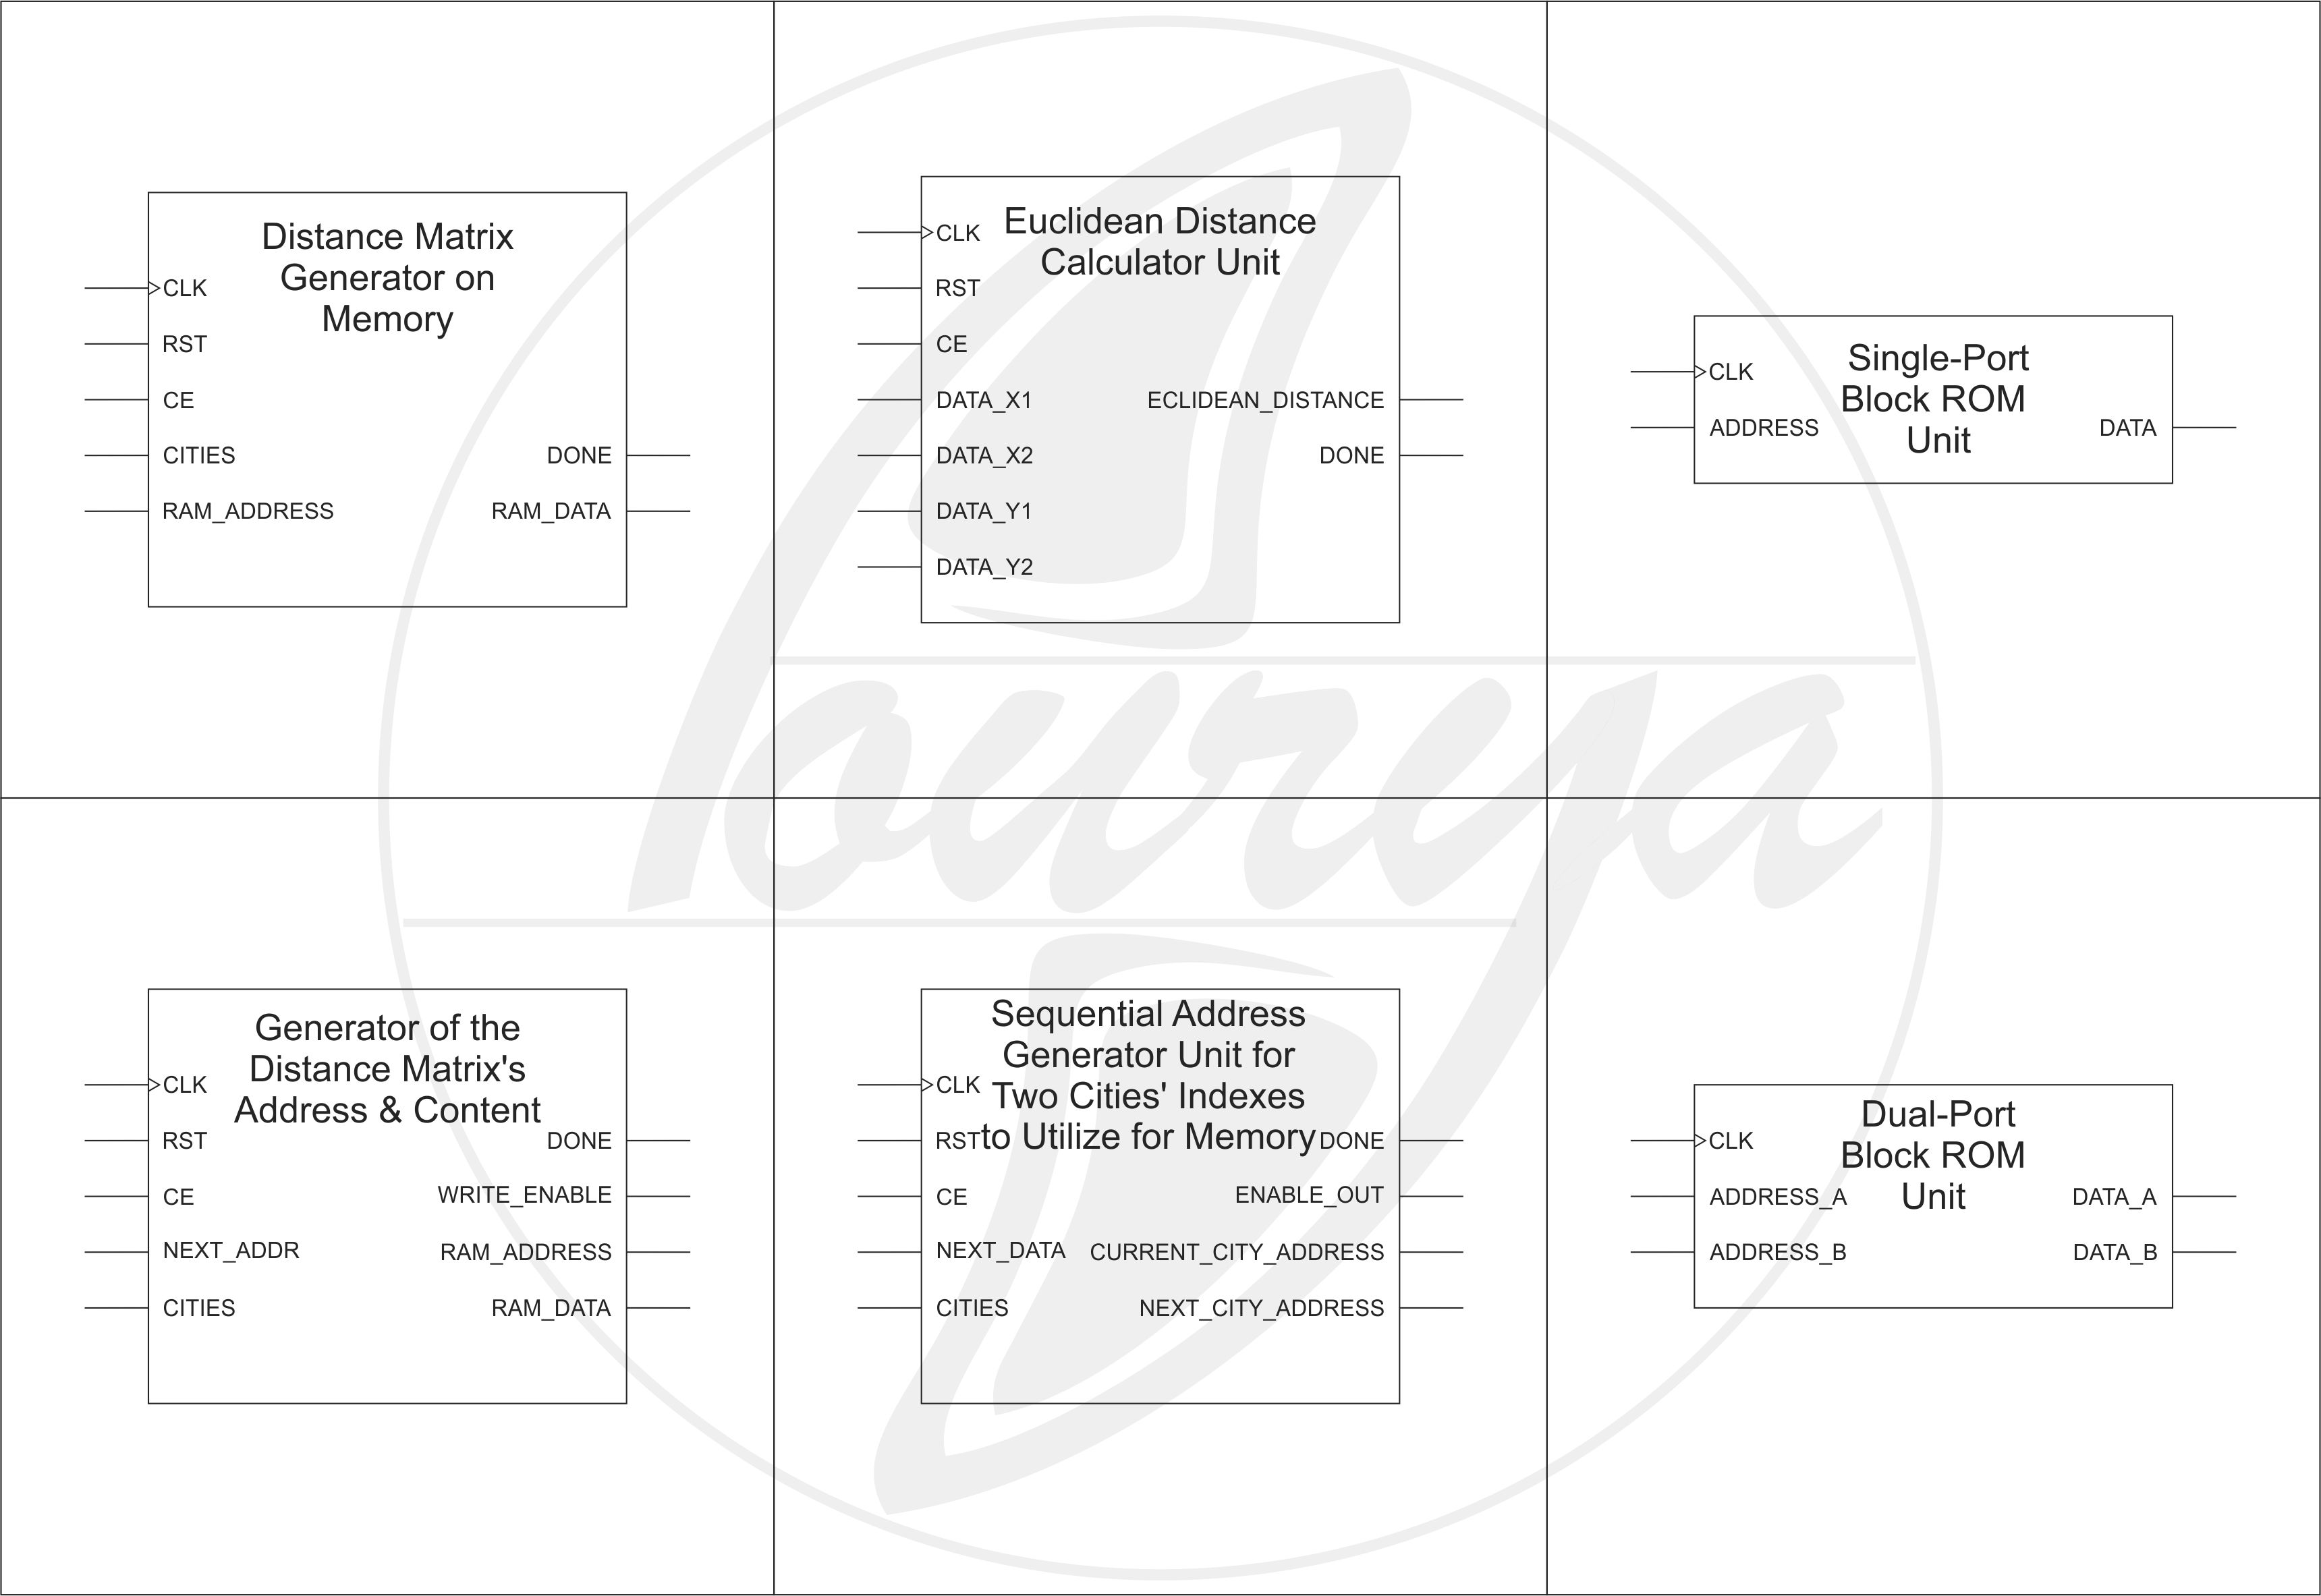 Distance Matrix
Generator on
Memory
CLK
RST
CE
CITIES
DONE
RAM_ADDRESS
RAM_DATA
Euclidean Distance
Calculator Unit
CLK
RST
CE
DATA_X1
ECLIDEAN_DISTANCE
DATA_X2
DONE
DATA_Y1
DATA_Y2
Single-Port
Block ROM
Unit
CLK
ADDRESS
DATA
Generator of the
Distance Matrix's
Address & Content
CLK
RST
DONE
CE
WRITE_ENABLE
NEXT_ADDR
RAM_ADDRESS
CITIES
RAM_DATA
Sequential Address
Generator Unit for
Two Cities' Indexes
to Utilize for Memory
CLK
RST
DONE
CE
ENABLE_OUT
NEXT_DATA
CURRENT_CITY_ADDRESS
CITIES
NEXT_CITY_ADDRESS
Dual-Port
Block ROM
Unit
CLK
ADDRESS_A
DATA_A
ADDRESS_B
DATA_B